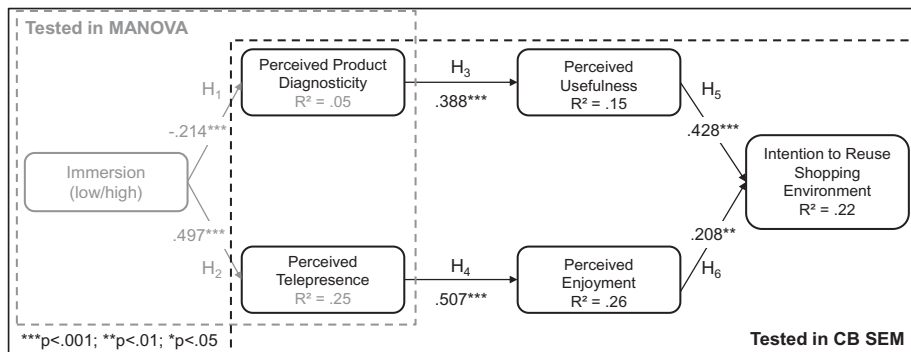 Tested in MANOVA
Perceived Product
Diagnosticity
R² = .05
H₃
.388***
Perceived
Usefulness
R² = .15
H₅
.428***
H₁
-.214***
Immersion
(low/high)
Intention to Reuse
Shopping
Environment
R² = .22
.497***
H₂
Perceived
Telepresence
R² = .25
H₄
.507***
Perceived
Enjoyment
R² = .26
.208**
H₆
***p<.001; **p<.01; *p<.05
Tested in CB SEM